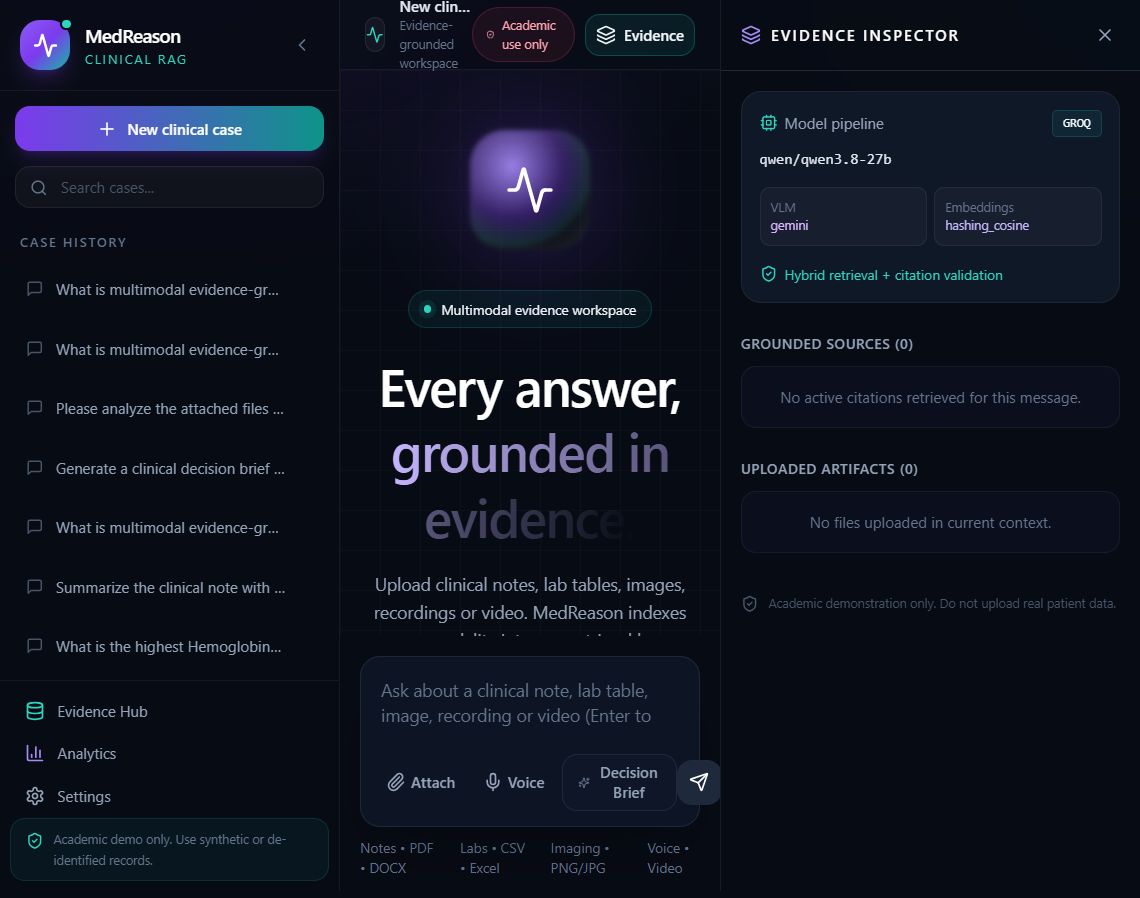 MedReason
CLINICAL RAG
New clinical case
Search cases...
CASE HISTORY
What is multimodal evidence-gr...
What is multimodal evidence-gr...
Please analyze the attached files ...
Generate a clinical decision brief ...
What is multimodal evidence-gr...
Summarize the clinical note with ...
What is the highest Hemoglobin...
Evidence Hub
Analytics
Settings
Academic demo only. Use synthetic or de-
identified records.
New clin...
Evidence-
grounded
workspace
Academic
use only
Evidence
Multimodal evidence workspace
Every answer,
grounded in
evidence.
Upload clinical notes, lab tables, images,
recordings or video. MedReason indexes
Ask about a clinical note, lab table,
image, recording or video (Enter to
Attach
Voice
Decision
Brief
Notes • PDF
• DOCX
Labs • CSV
• Excel
Imaging •
PNG/JPG
Voice •
Video
EVIDENCE INSPECTOR
Model pipeline
GROQ
qwen/qwen3.8-27b
VLM
gemini
Embeddings
hashing_cosine
Hybrid retrieval + citation validation
GROUNDED SOURCES (0)
No active citations retrieved for this message.
UPLOADED ARTIFACTS (0)
No files uploaded in current context.
Academic demonstration only. Do not upload real patient data.